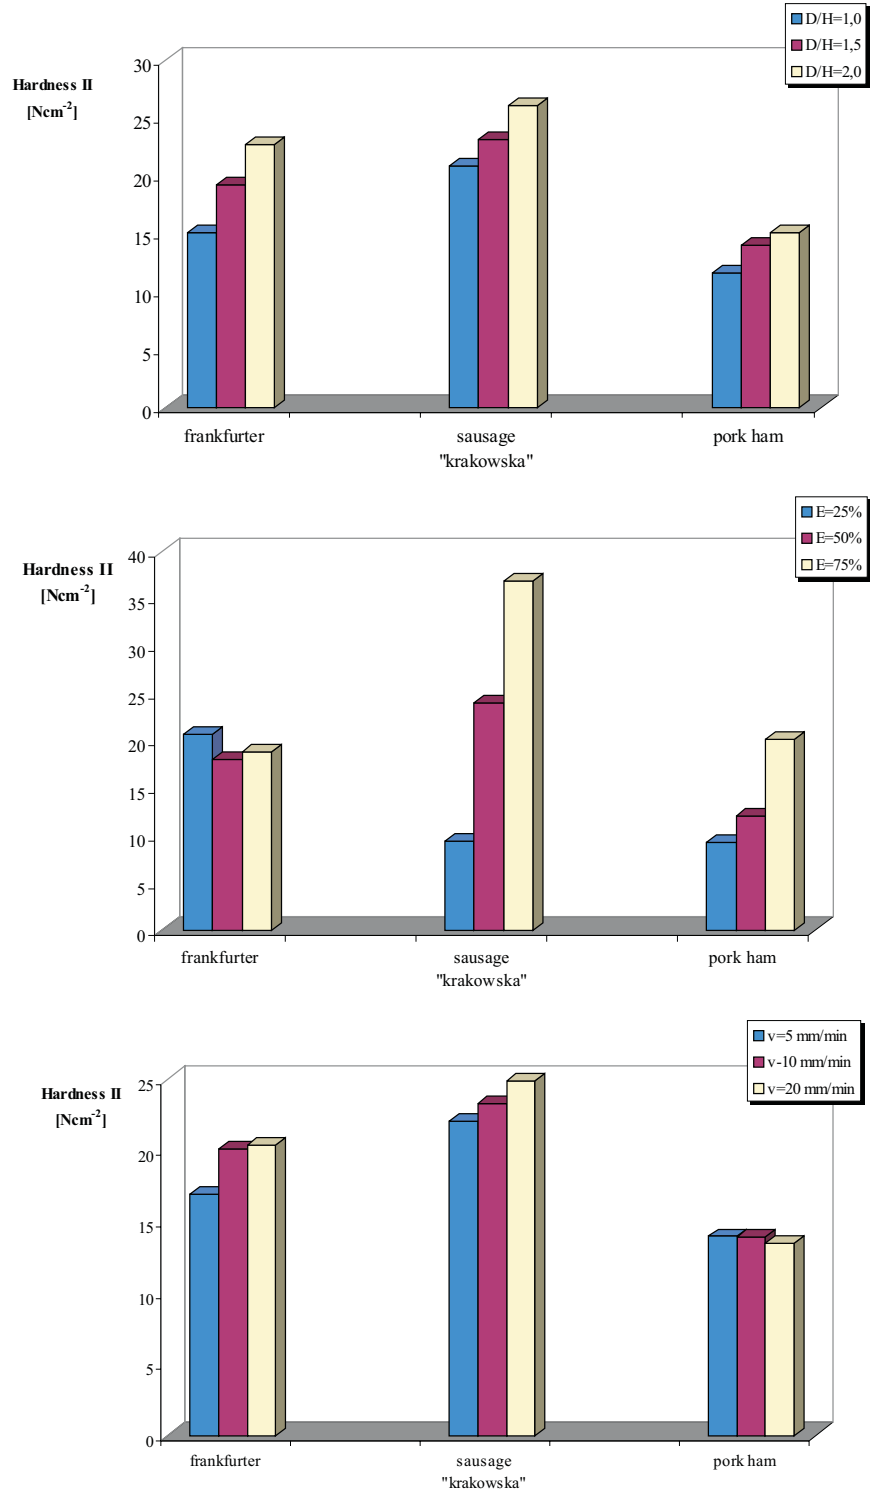 D/H=1,0
D/H=1,5
D/H=2,0
Hardness II
[Ncm-2]
30
25
20
15
10
5
0
frankfurter
sausage
"krakowska"
pork ham
E=25%
E=50%
E=75%
Hardness II
[Ncm-2]
40
35
30
25
20
15
10
5
0
frankfurter
sausage
"krakowska"
pork ham
v=5 mm/min
v-10 mm/min
v=20 mm/min
Hardness II
[Ncm-2]
25
20
15
10
5
0
frankfurter
sausage
"krakowska"
pork ham